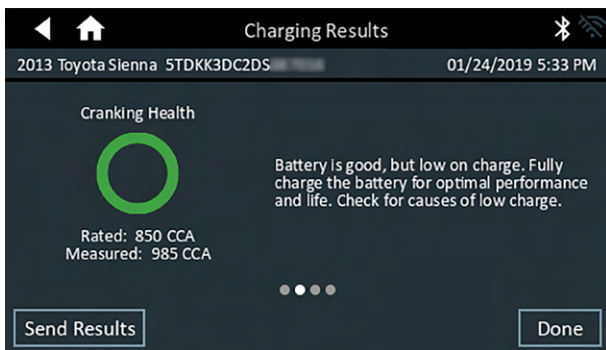 Charging Results
2013 Toyota Sienna 5TDKK3DC2DS
01/24/2019 5:33 PM
Cranking Health
Battery is good, but low on charge. Fully
charge the battery for optimal performance
and life. Check for causes of low charge.
Rated: 850 CCA
Measured: 985 CCA
Send Results
Done